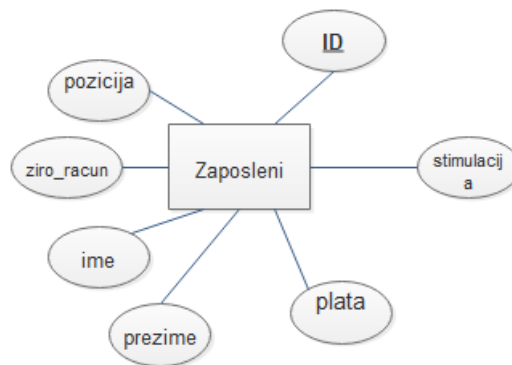 ID
pozicija
ziro_racun
Zaposleni
stimulacij
a
ime
plata
prezime